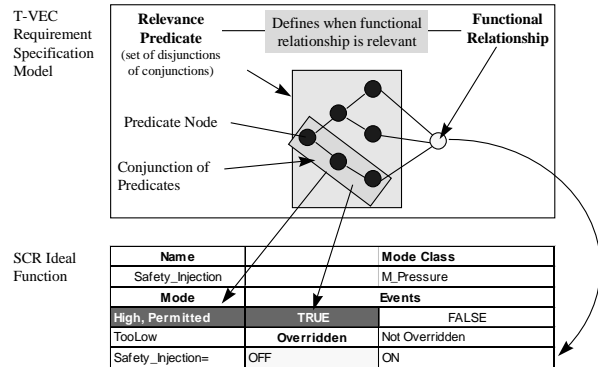 T-VEC
Requirement
Specification
Model
Relevance
Predicate
(set of disjunctions
of conjunctions)
Defines when functional
relationship is relevant
Functional
Relationship
Predicate Node
Conjunction of
Predicates
SCR Ideal
Function
Name Mode Class
Safety_Injection M_Pressure
Mode Events
High, Permitted TRUE FALSE
TooLow Overridden Not Overridden
Safety_Injection= OFF ON